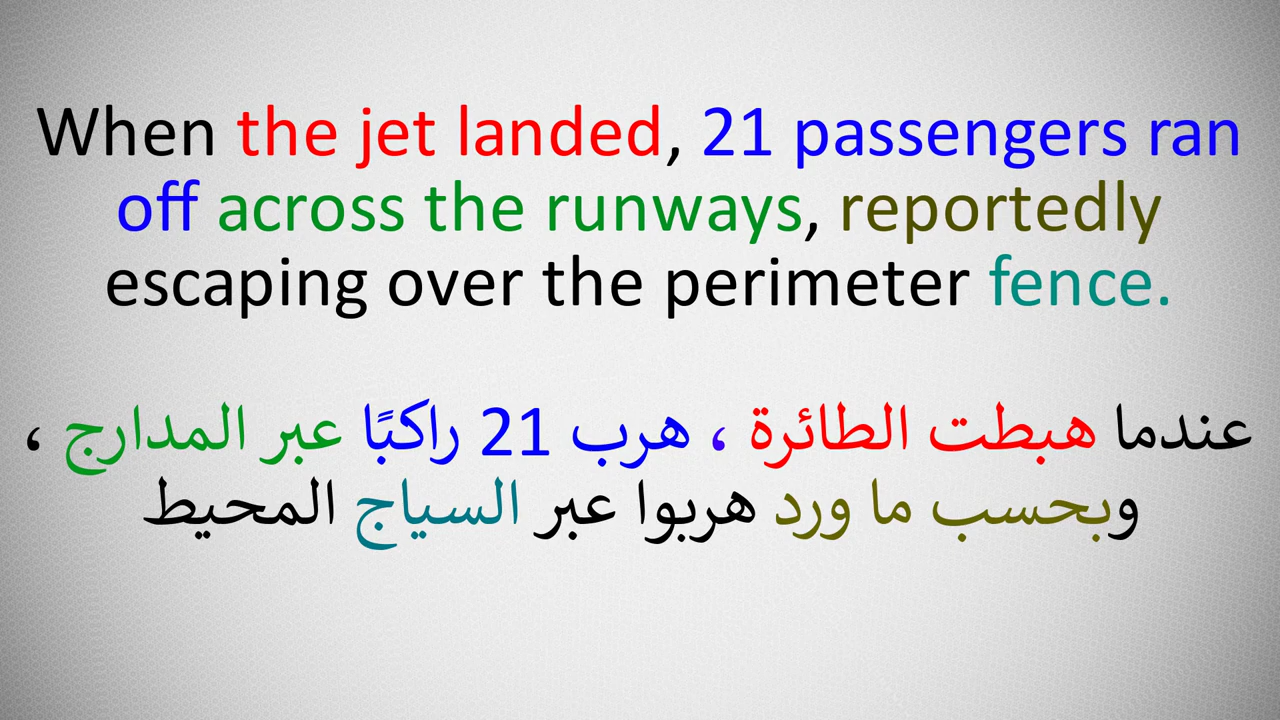 When the jet landed, 21 passengers ran
off across the runways, reportedly
escaping over the perimeter fence.
عندما هبطت الطائرة ، هرب 21 راكبًا عبر المدارج ،
وبحسب ما ورد هربوا عبر السياج المحيط